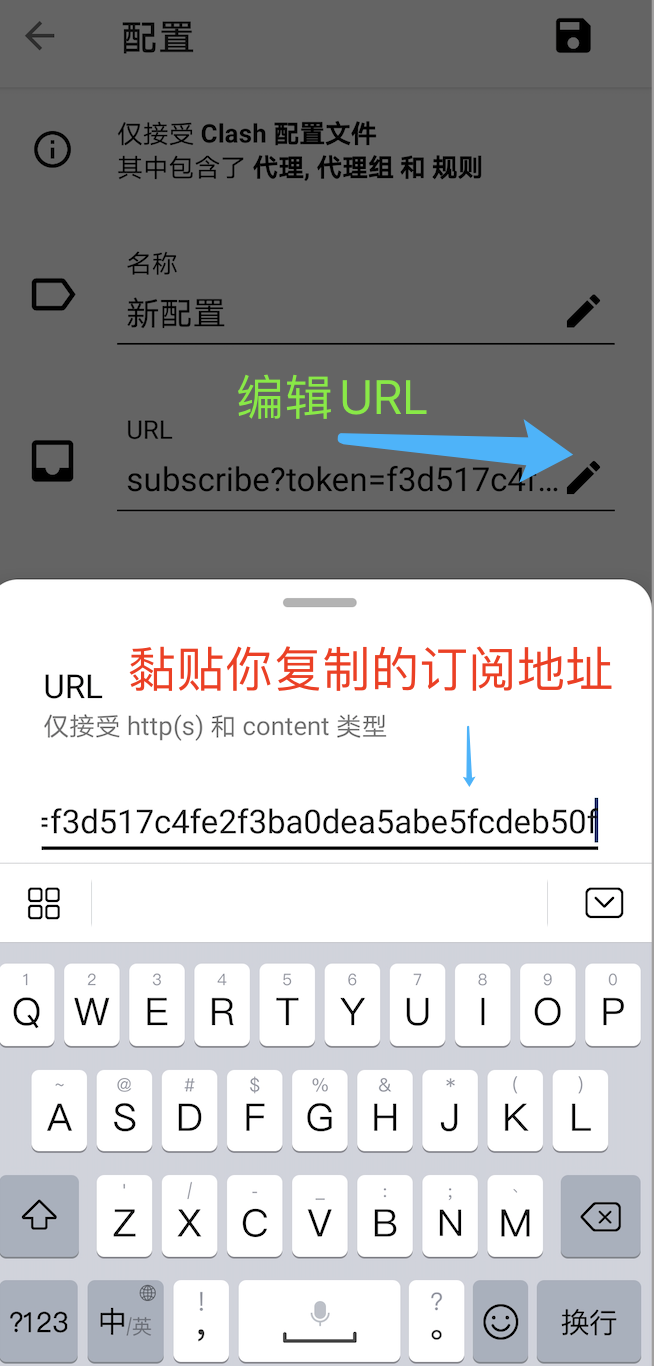 配置
仅接受 Clash 配置文件
其中包含了 代理, 代理组 和 规则
名称
新配置
编辑URL
URL
subscribe?token=f3d517c4f…
URL 黏贴你复制的订阅地址
仅接受 http(s) 和 content 类型
=f3d517c4fe2f3ba0dea5abe5fcdeb50f
1 2 3 4 5 6 7 8 9 0
Q W E R T Y U I O P
~ @ # $ % & * ( )
A S D F G H J K L
' / - _ : ; 、
Z X C V B N M
! ?
?123 中/英 , 。 换行